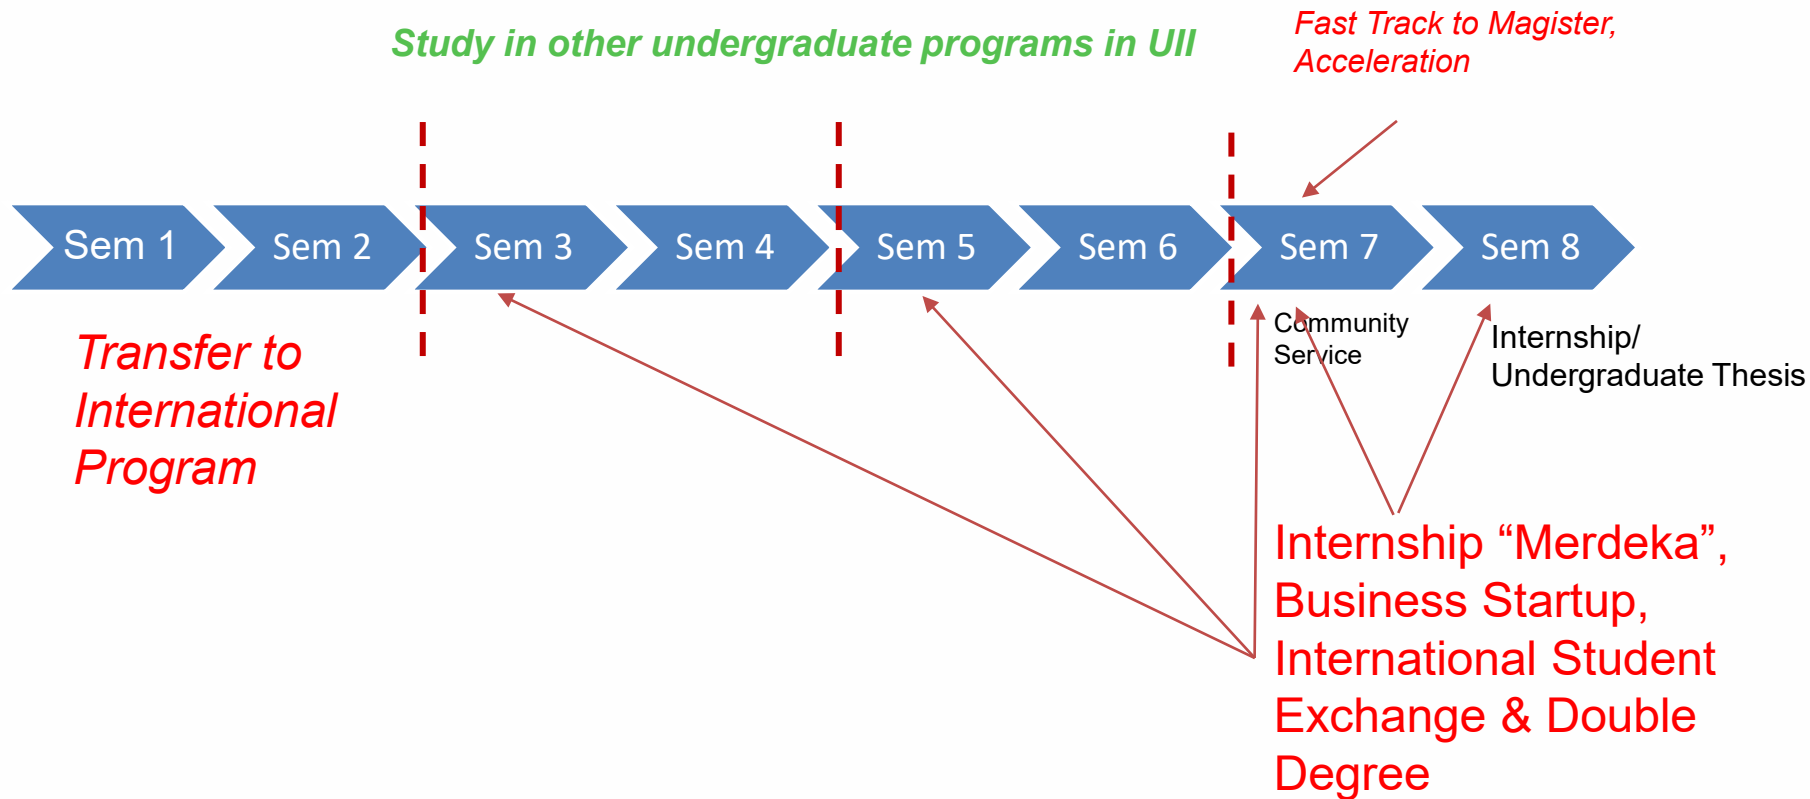 Study in other undergraduate programs in UII
Fast Track to Magister,
Acceleration
Sem 1
Sem 2
Sem 3
Sem 4
Sem 5
Sem 6
Sem 7
Sem 8
Transfer to
International
Program
Community
Service
Internship/
Undergraduate Thesis
Internship “Merdeka”,
Business Startup,
International Student
Exchange & Double
Degree